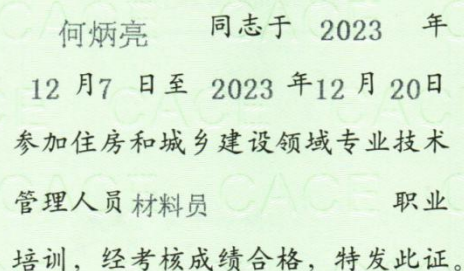 何炳亮 同志于 2023 年
12 月7 日至 2023 年12 月 20日
参加住房和城乡建设领域专业技术
管理人员材料员 职业
培训，经考核成绩合格，特发此证。